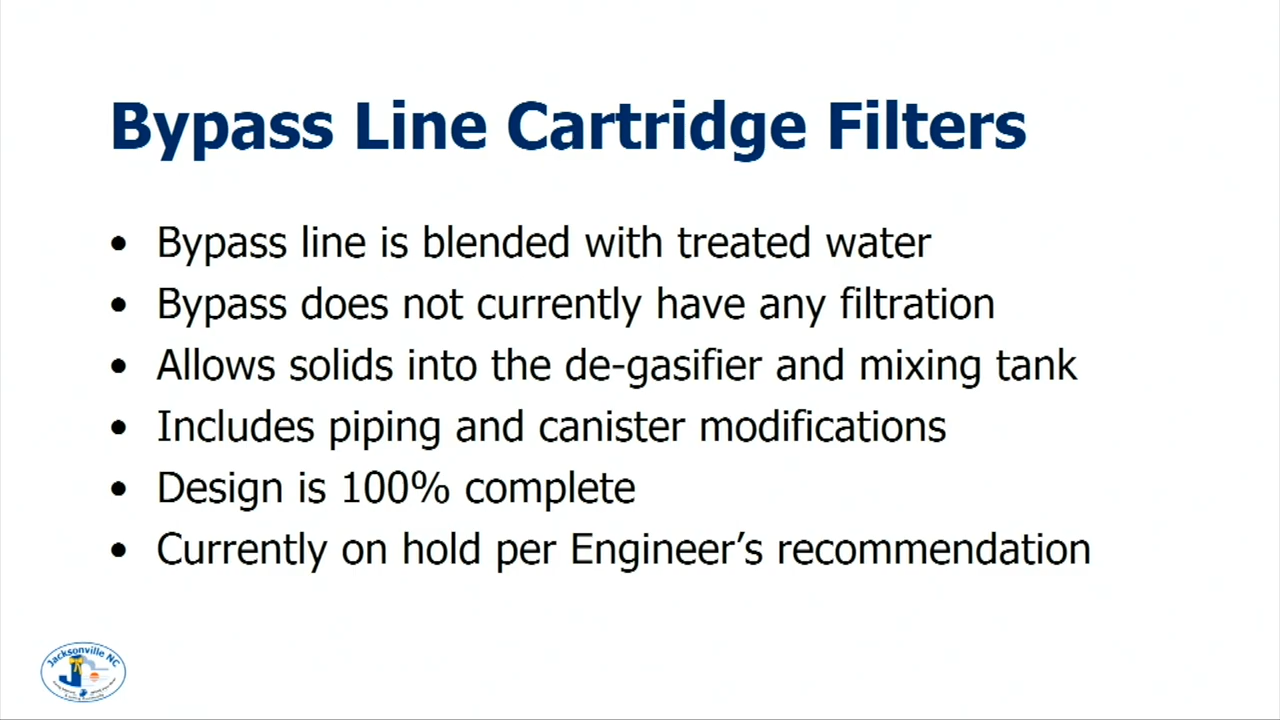 Bypass Line Cartridge Filters
• Bypass line is blended with treated water
• Bypass does not currently have any filtration
• Allows solids into the de-gasifier and mixing tank
• Includes piping and canister modifications
• Design is 100% complete
• Currently on hold per Engineer’s recommendation
Jacksonville NC